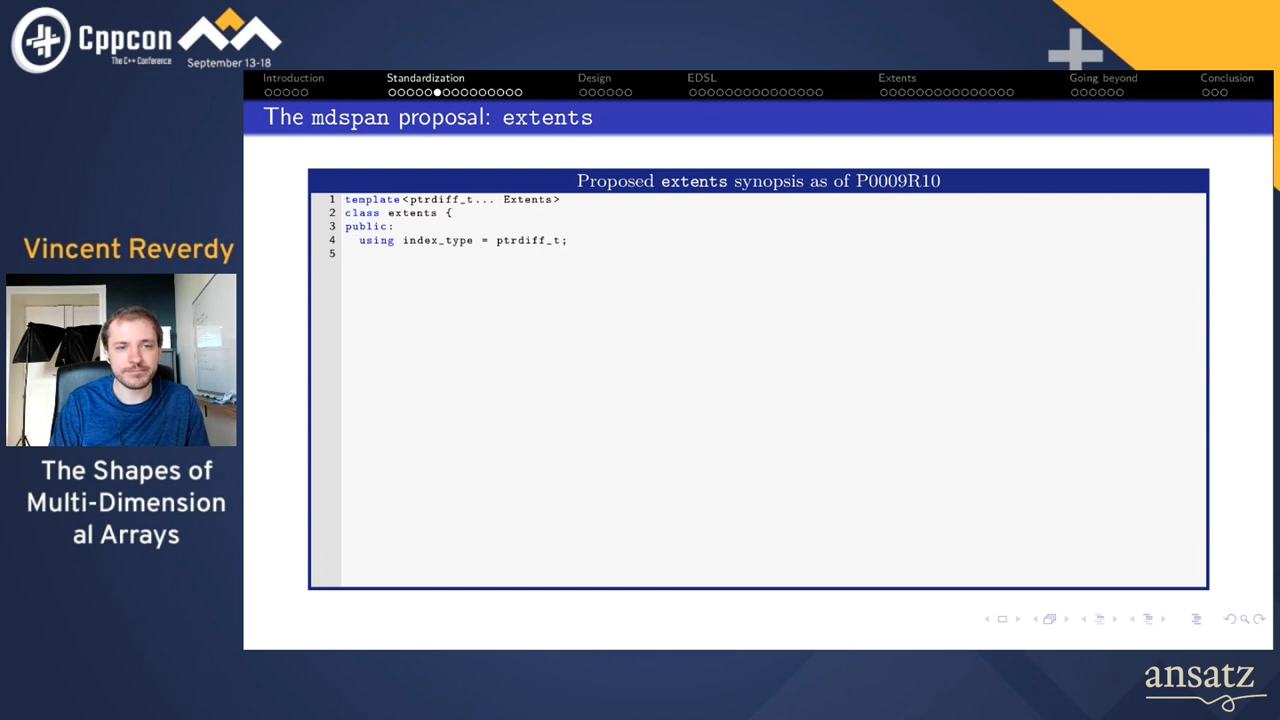 Cppcon
The C++ Conference
September 13-18
Introduction Standardization Design EDSL Extents Going beyond Conclusion
The mdspan proposal: extents
Proposed extents synopsis as of P0009R10
1 template<ptrdiff_t... Extents>
2 class extents {
3 public:
4 using index_type = ptrdiff_t;
5
Vincent Reverdy
The Shapes of
Multi-Dimension
al Arrays
ansatz